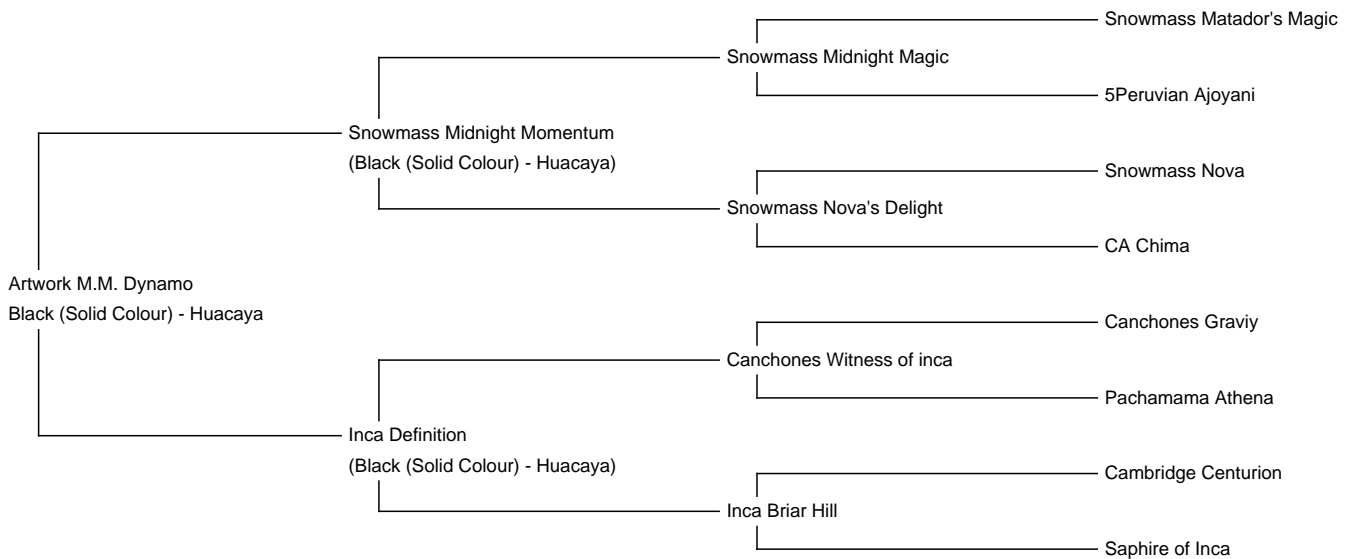 Snowmass Matador's Magic
Snowmass Midnight Magic
5Peruvian Ajoyani
Snowmass Midnight Momentum
(Black (Solid Colour) - Huacaya)
Snowmass Nova
Snowmass Nova's Delight
CA Chima
Artwork M.M. Dynamo
Black (Solid Colour) - Huacaya
Canchones Graviy
Canchones Witness of inca
Pachamama Athena
Inca Definition
(Black (Solid Colour) - Huacaya)
Cambridge Centurion
Inca Briar Hill
Saphire of Inca